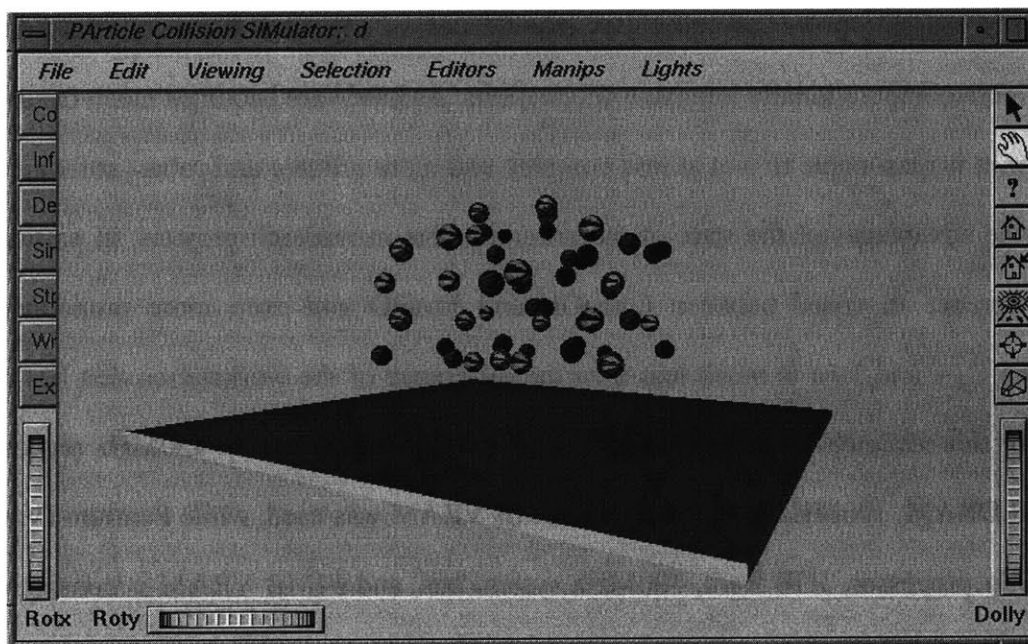 PArticle Collision SIMulator: d
File Edit Viewing Selection Editors Manips Lights
Co
Inf
De
Sir
Stp
Wr
Ex
?
Rotx Roty Dolly